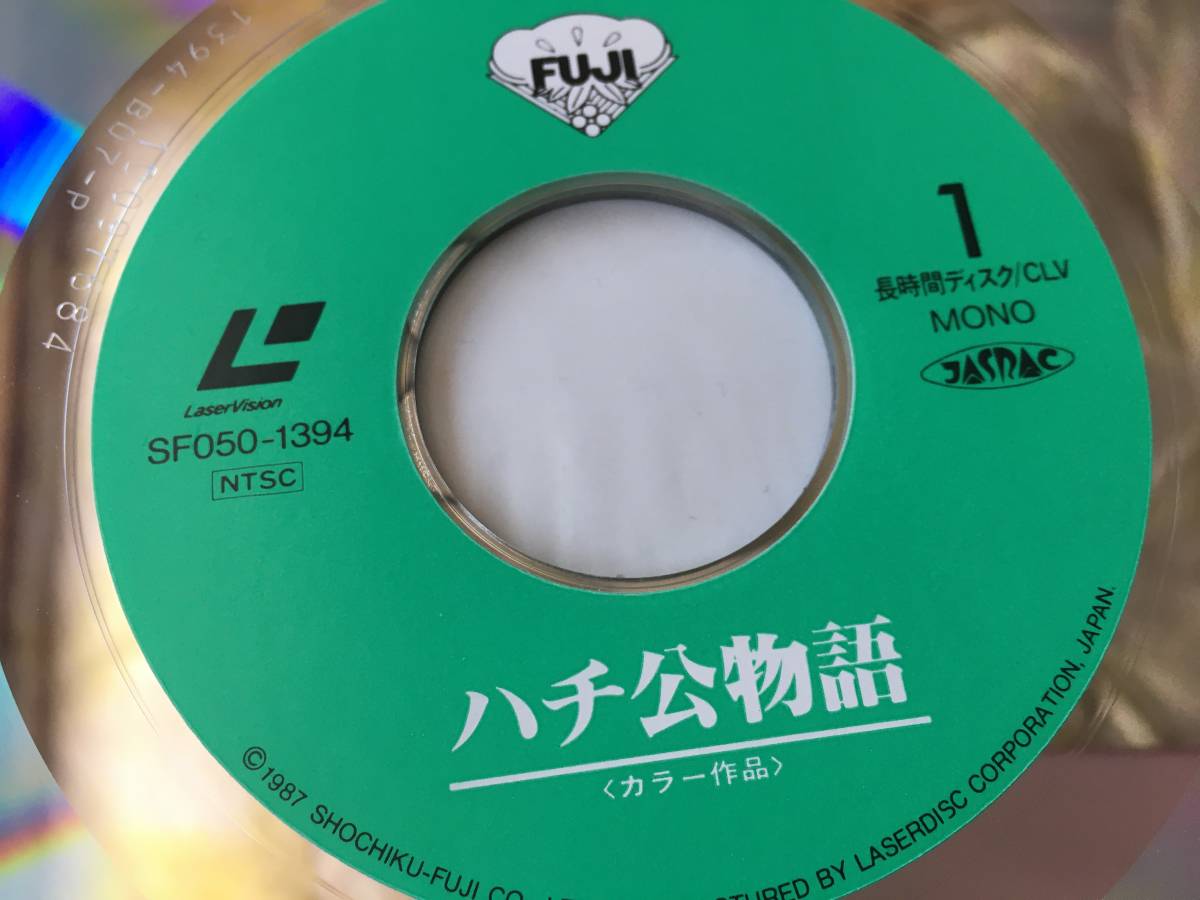 FUJI
1
長時間ディスク/CLV
MONO
JASRAC
LaserVision
SF050-1394
NTSC
ハチ公物語
〈カラー作品〉
©1987 SHOCHIKU-FUJI CO. BY LASERDISC CORPORATION, JAPAN.
1394-B07-P